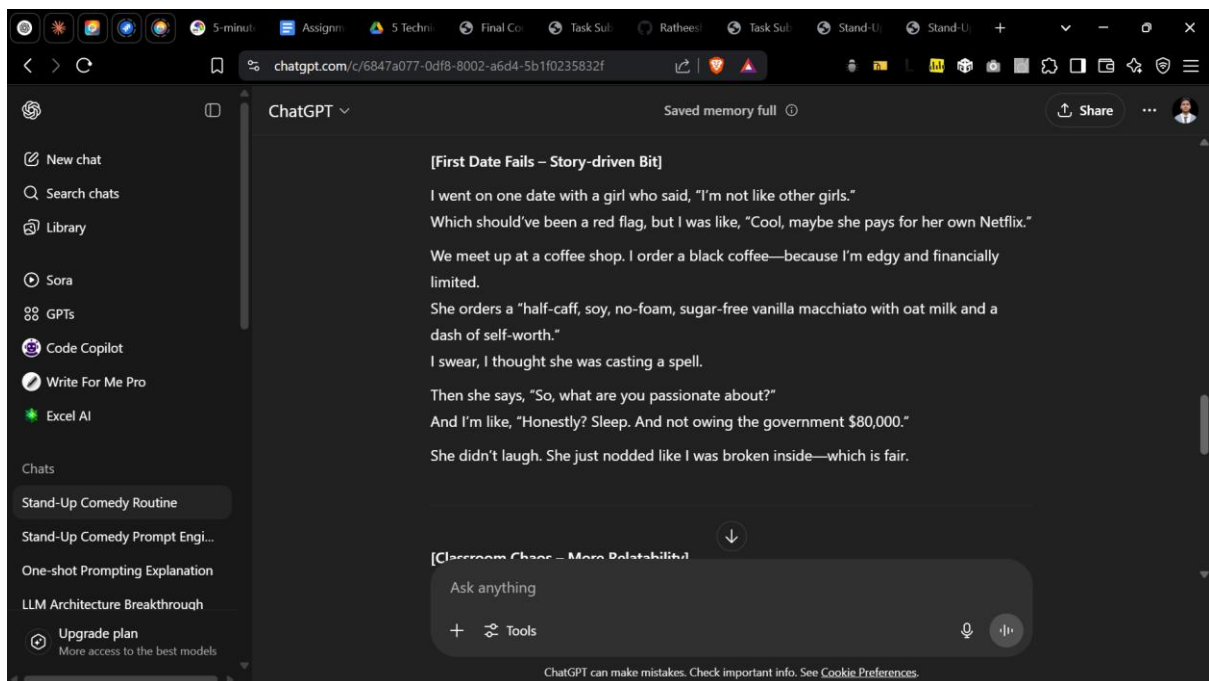 5-minut
Assignm
5 Techni
Final Co
Task Sub
Rathees
Task Sub
Stand-U
Stand-U
chatgpt.com/c/6847a077-0df8-8002-a6d4-5b1f0235832f
ChatGPT
Saved memory full
Share
New chat
Search chats
Library
Sora
GPTs
Code Copilot
Write For Me Pro
Excel AI
Chats
Stand-Up Comedy Routine
Stand-Up Comedy Prompt Engi...
One-shot Prompting Explanation
LLM Architecture Breakthrough
Upgrade plan
More access to the best models
[First Date Fails – Story-driven Bit]
I went on one date with a girl who said, “I’m not like other girls.”
Which should’ve been a red flag, but I was like, “Cool, maybe she pays for her own Netflix.”
We meet up at a coffee shop. I order a black coffee—because I’m edgy and financially
limited.
She orders a “half-caff, soy, no-foam, sugar-free vanilla macchiato with oat milk and a
dash of self-worth.”
I swear, I thought she was casting a spell.
Then she says, “So, what are you passionate about?”
And I’m like, “Honestly? Sleep. And not owing the government $80,000.”
She didn’t laugh. She just nodded like I was broken inside—which is fair.
[Classroom Chaos – More Relatability]
Ask anything
Tools
ChatGPT can make mistakes. Check important info. See Cookie Preferences.